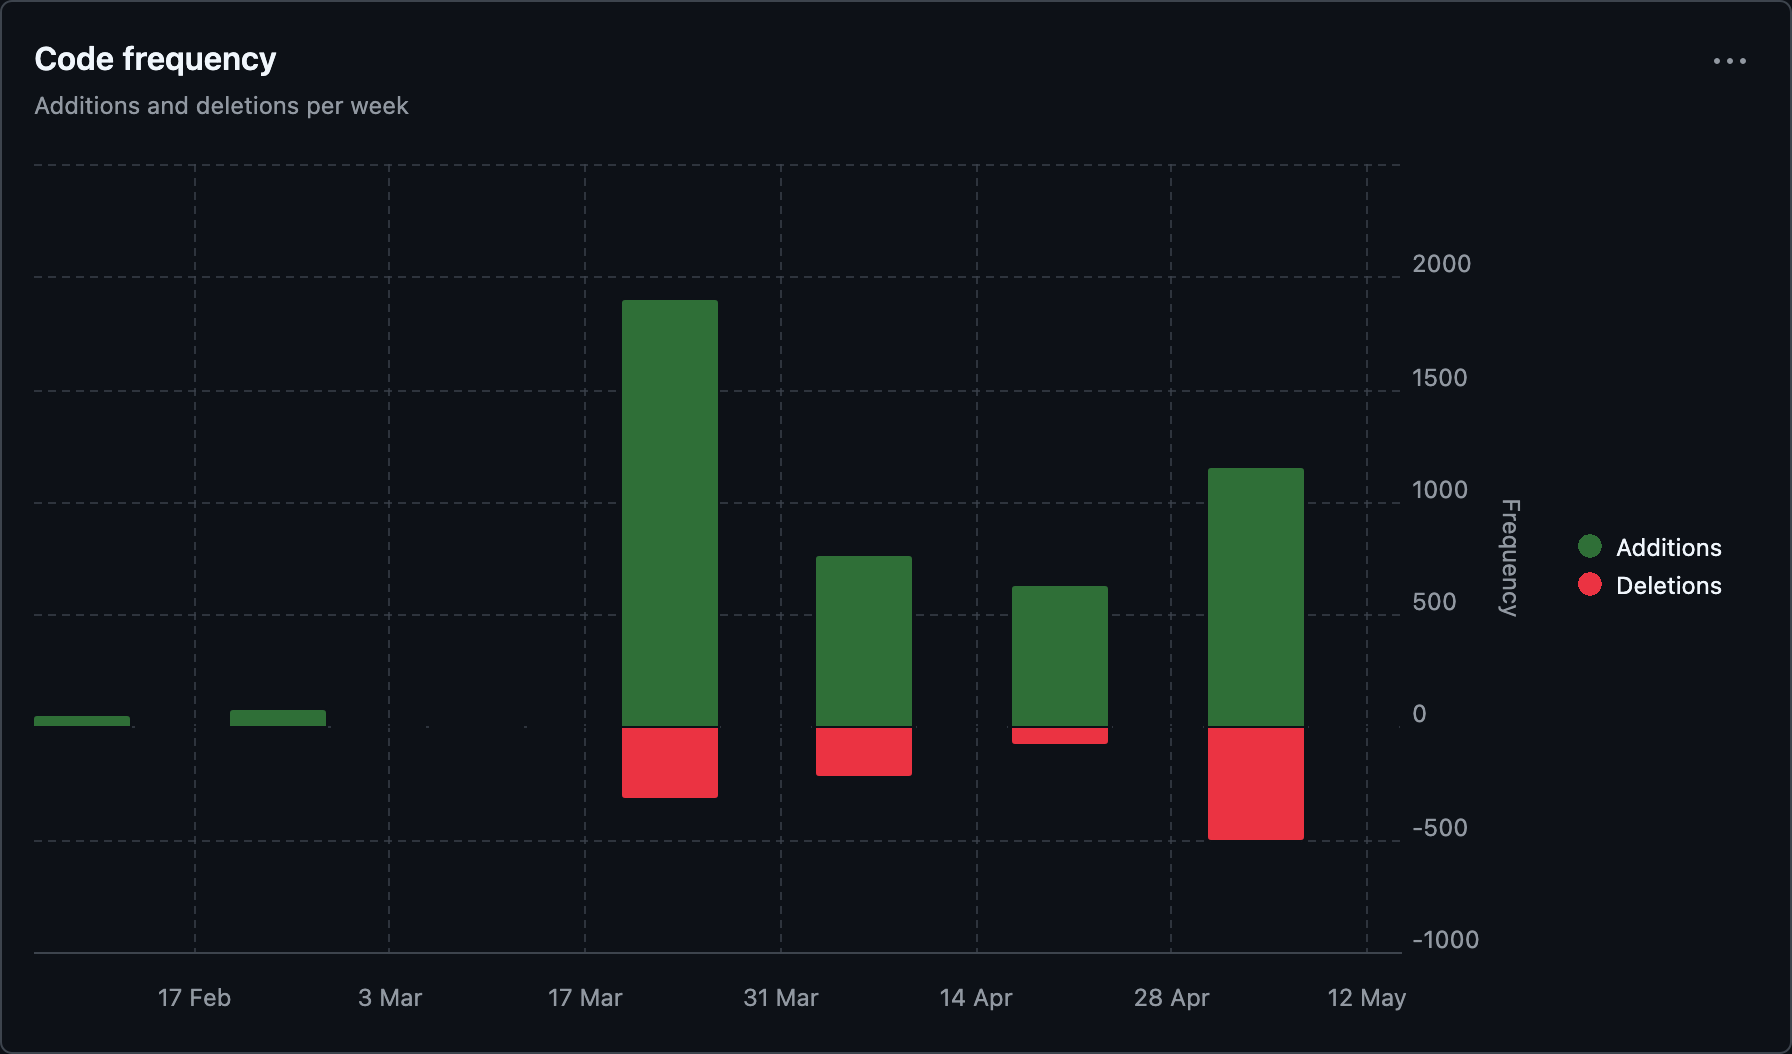 Code frequency
Additions and deletions per week
2000
1500
1000
500
0
-500
-1000
Frequency
Additions
Deletions
17 Feb
3 Mar
17 Mar
31 Mar
14 Apr
28 Apr
12 May